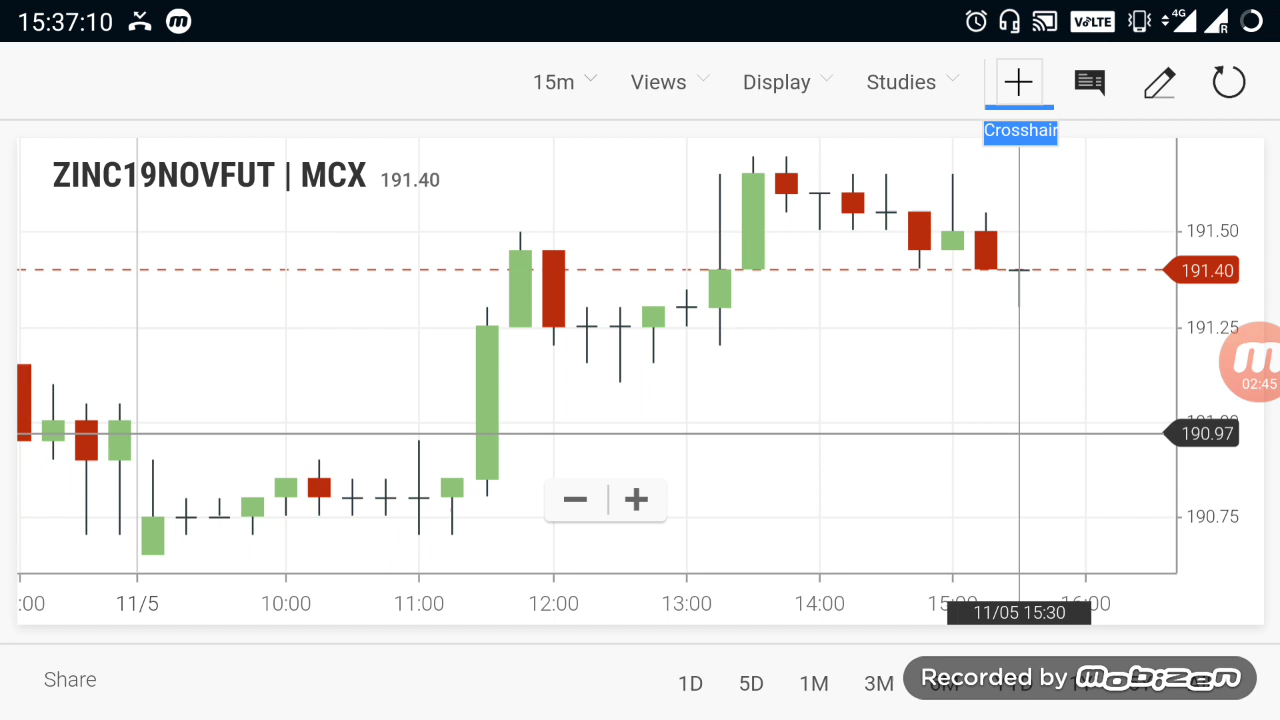 15:37:10
4G
VoLTE
R
15m Views Display Studies
Crosshair
ZINC19NOVFUT | MCX 191.40
191.50
191.40
191.25
02:45
190.97
190.75
:00 11/5 10:00 11:00 12:00 13:00 14:00
11/05 15:30
Share
1D 5D 1M 3M
Recorded by mobizen